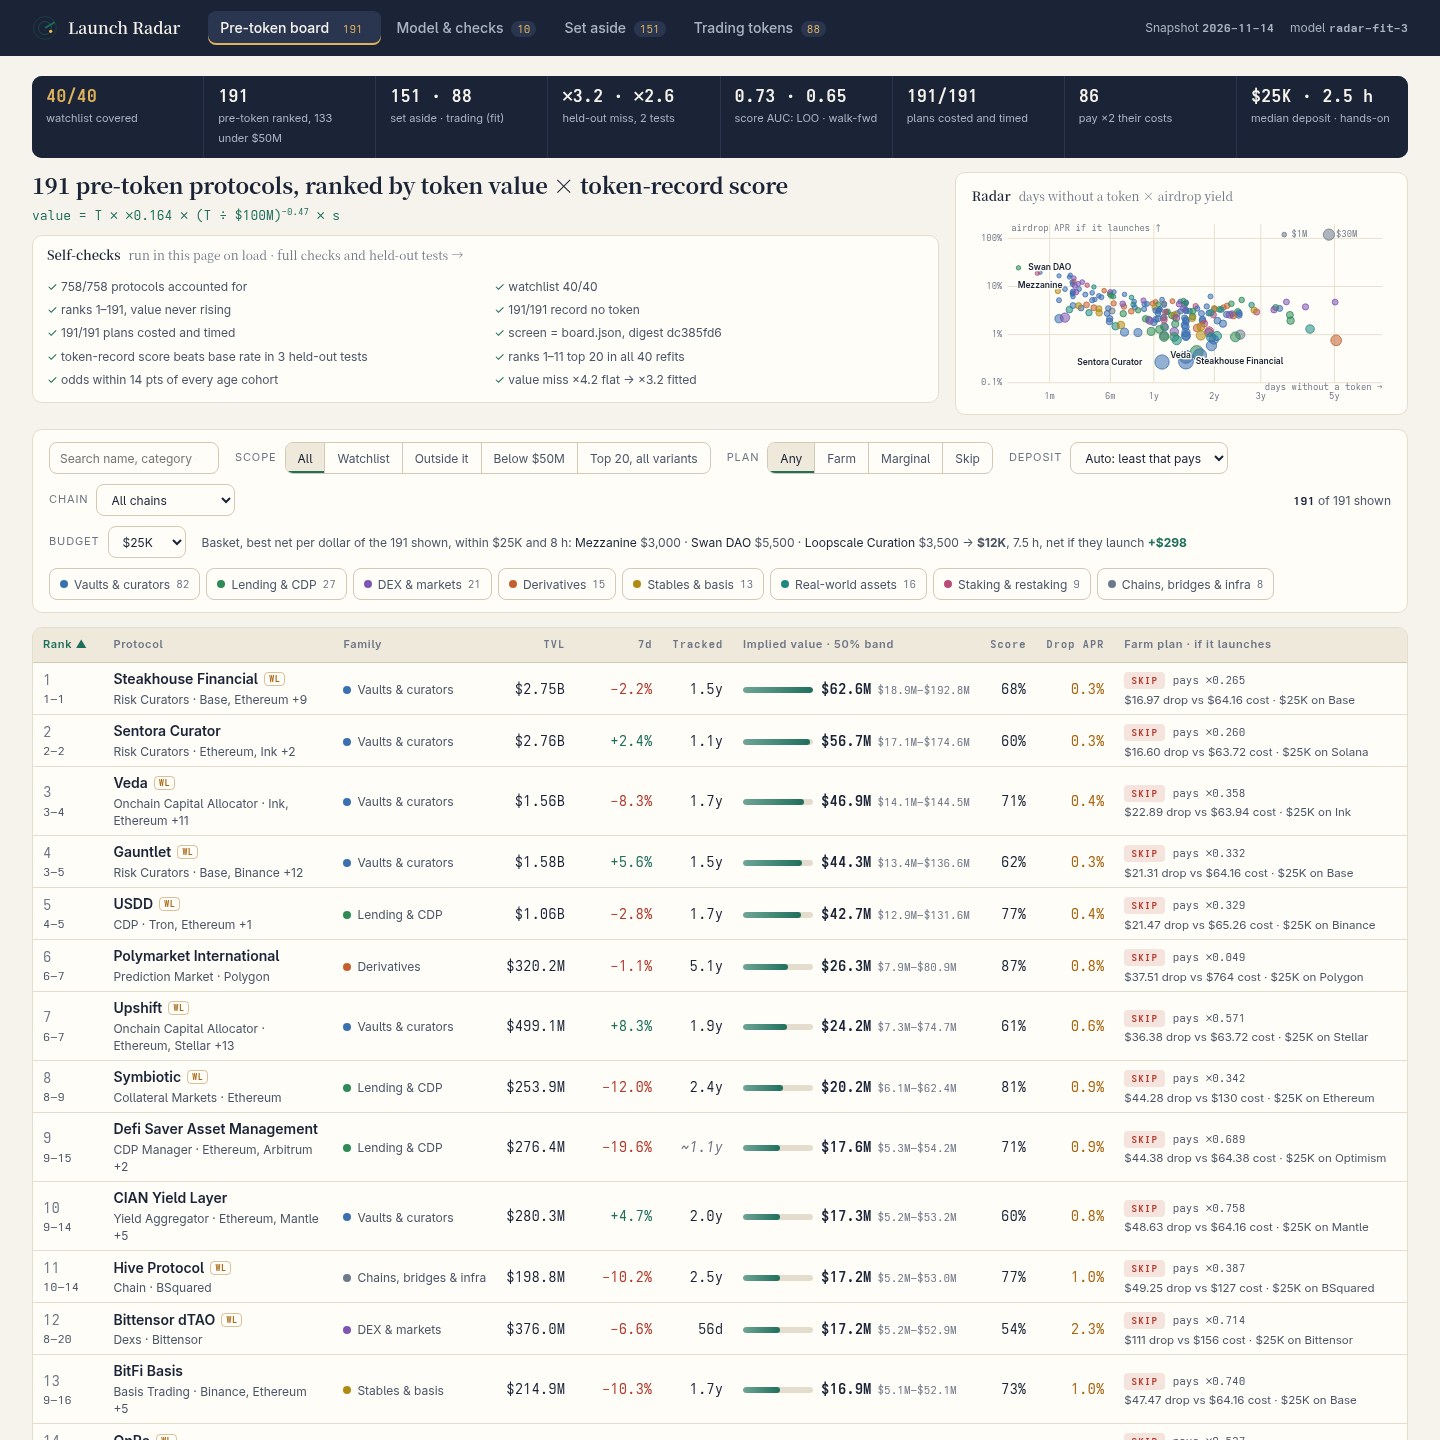 Launch Radar
Pre-token board 191
Model & checks 10
Set aside 151
Trading tokens 88
Snapshot 2026-11-14 model radar-fit-3
40/40
watchlist covered
191
pre-token ranked, 133
under $50M
151 · 88
set aside · trading (fit)
×3.2 · ×2.6
held-out miss, 2 tests
0.73 · 0.65
score AUC: LOO · walk-fwd
191/191
plans costed and timed
86
pay ×2 their costs
$25K · 2.5 h
median deposit · hands-on
191 pre-token protocols, ranked by token value × token-record score
value = T × ×0.164 × (T ÷ $100M)−0.47 × s
Self-checks run in this page on load · full checks and held-out tests →
✓ 758/758 protocols accounted for
✓ watchlist 40/40
✓ ranks 1–191, value never rising
✓ 191/191 record no token
✓ 191/191 plans costed and timed
✓ screen = board.json, digest dc385fd6
✓ token-record score beats base rate in 3 held-out tests
✓ ranks 1–11 top 20 in all 40 refits
✓ odds within 14 pts of every age cohort
✓ value miss ×4.2 flat → ×3.2 fitted
Radar days without a token × airdrop yield
airdrop APR if it launches ↑
$1M
$30M
100%
10%
1%
0.1%
Swan DAO
Mezzanine
Sentora Curator
Veda
Steakhouse Financial
days without a token →
1m 6m 1y 2y 3y 5y
Search name, category
SCOPE All Watchlist Outside it Below $50M Top 20, all variants
PLAN Any Farm Marginal Skip
DEPOSIT Auto: least that pays
CHAIN All chains
191 of 191 shown
BUDGET $25K
Basket, best net per dollar of the 191 shown, within $25K and 8 h: Mezzanine $3,000 · Swan DAO $5,500 · Loopscale Curation $3,500 → $12K, 7.5 h, net if they launch +$298
Vaults & curators 82
Lending & CDP 27
DEX & markets 21
Derivatives 15
Stables & basis 13
Real-world assets 16
Staking & restaking 9
Chains, bridges & infra 8
Rank ▲ Protocol Family TVL 7d Tracked Implied value · 50% band Score Drop APR Farm plan · if it launches
1 Steakhouse Financial WL Vaults & curators $2.75B −2.2% 1.5y $62.6M $18.9M–$192.8M 68% 0.3% SKIP pays ×0.265
1–1 Risk Curators · Base, Ethereum +9 $16.97 drop vs $64.16 cost · $25K on Base
2 Sentora Curator Vaults & curators $2.76B +2.4% 1.1y $56.7M $17.1M–$174.6M 60% 0.3% SKIP pays ×0.260
2–2 Risk Curators · Ethereum, Ink +2 $16.60 drop vs $63.72 cost · $25K on Solana
3 Veda WL Vaults & curators $1.56B −8.3% 1.7y $46.9M $14.1M–$144.5M 71% 0.4% SKIP pays ×0.358
3–4 Onchain Capital Allocator · Ink, $22.89 drop vs $63.94 cost · $25K on Ink
Ethereum +11
4 Gauntlet WL Vaults & curators $1.58B +5.6% 1.5y $44.3M $13.4M–$136.6M 62% 0.3% SKIP pays ×0.332
3–5 Risk Curators · Base, Binance +12 $21.31 drop vs $64.16 cost · $25K on Base
5 USDD WL Lending & CDP $1.06B −2.8% 1.7y $42.7M $12.9M–$131.6M 77% 0.4% SKIP pays ×0.329
4–5 CDP · Tron, Ethereum +1 $21.47 drop vs $65.26 cost · $25K on Binance
6 Polymarket International Derivatives $320.2M −1.1% 5.1y $26.3M $7.9M–$80.9M 87% 0.8% SKIP pays ×0.049
6–7 Prediction Market · Polygon $37.51 drop vs $764 cost · $25K on Polygon
7 Upshift WL Vaults & curators $499.1M +8.3% 1.9y $24.2M $7.3M–$74.7M 61% 0.6% SKIP pays ×0.571
6–7 Onchain Capital Allocator · $36.38 drop vs $63.72 cost · $25K on Stellar
Ethereum, Stellar +13
8 Symbiotic WL Lending & CDP $253.9M −12.0% 2.4y $20.2M $6.1M–$62.4M 81% 0.9% SKIP pays ×0.342
8–9 Collateral Markets · Ethereum $44.28 drop vs $130 cost · $25K on Ethereum
9 Defi Saver Asset Management Lending & CDP $276.4M −19.6% ~1.1y $17.6M $5.3M–$54.2M 71% 0.9% SKIP pays ×0.689
9–15 CDP Manager · Ethereum, Arbitrum $44.38 drop vs $64.38 cost · $25K on Optimism
+2
10 CIAN Yield Layer Vaults & curators $280.3M +4.7% 2.0y $17.3M $5.2M–$53.2M 60% 0.8% SKIP pays ×0.758
9–14 Yield Aggregator · Ethereum, Mantle $48.63 drop vs $64.16 cost · $25K on Mantle
+5
11 Hive Protocol WL Chains, bridges & infra $198.8M −10.2% 2.5y $17.2M $5.2M–$53.0M 77% 1.0% SKIP pays ×0.387
10–14 Chain · BSquared $49.25 drop vs $127 cost · $25K on BSquared
12 Bittensor dTAO WL DEX & markets $376.0M −6.6% 56d $17.2M $5.2M–$52.9M 54% 2.3% SKIP pays ×0.714
8–20 Dexs · Bittensor $111 drop vs $156 cost · $25K on Bittensor
13 BitFi Basis Stables & basis $214.9M −10.3% 1.7y $16.9M $5.1M–$52.1M 73% 1.0% SKIP pays ×0.740
9–16 Basis Trading · Binance, Ethereum $47.47 drop vs $64.16 cost · $25K on Base
+5